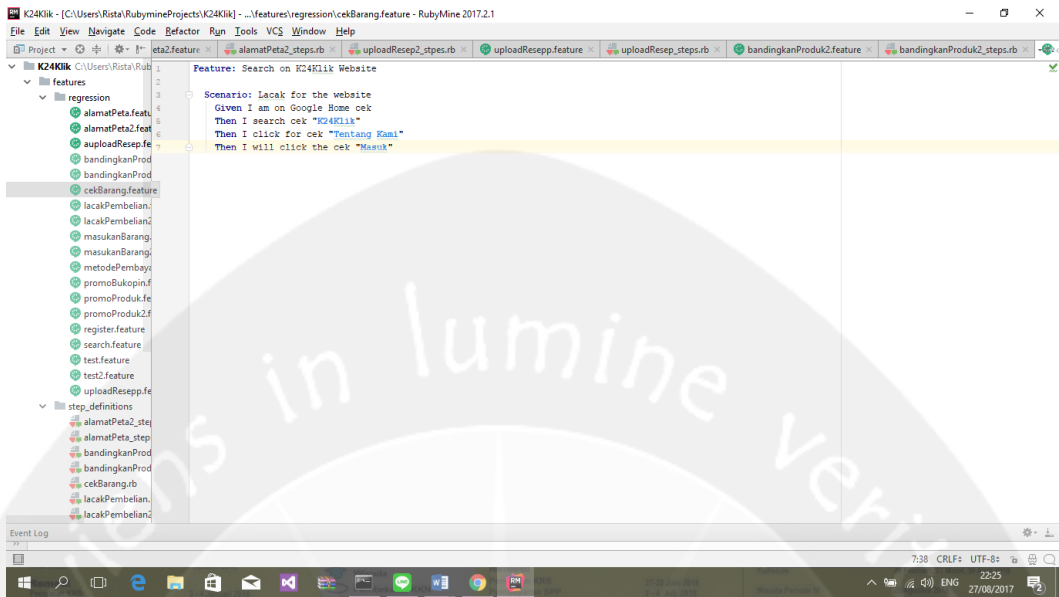 K24Klik - [C:\Users\Rista\RubymineProjects\K24Klik] - ...\features\regression\cekBarang.feature - RubyMine 2017.2.1
File Edit View Navigate Code Refactor Run Tools VCS Window Help
Project eta2.feature alamatPeta2_steps.rb uploadResep2_stpes.rb uploadResepp.feature uploadResep_steps.rb bandingkanProduk2.feature bandingkanProduk2_steps.rb
K24Klik C:\Users\Rista\Rub
features
regression
alamatPeta.featu
alamatPeta2.feat
auploadResep.fe
bandingkanProd
bandingkanProd
cekBarang.feature
lacakPembelian.
lacakPembelian2
masukanBarang.
masukanBarang2
metodePembaya
promoBukopin.f
promoProduk.fe
promoProduk2.f
register.feature
search.feature
test.feature
test2.feature
uploadResepp.fe
step_definitions
alamatPeta2_step
alamatPeta_step
bandingkanProd
bandingkanProd
cekBarang.rb
lacakPembelian.
lacakPembelian2
1 Feature: Search on K24Klik Website
2
3 Scenario: Lacak for the website
4 Given I am on Google Home cek
5 Then I search cek "K24Klik"
6 Then I click for cek "Tentang Kami"
7 Then I will click the cek "Masuk"
in lumine verit
Event Log
7:38 CRLF UTF-8
ENG
22:25
27/08/2017